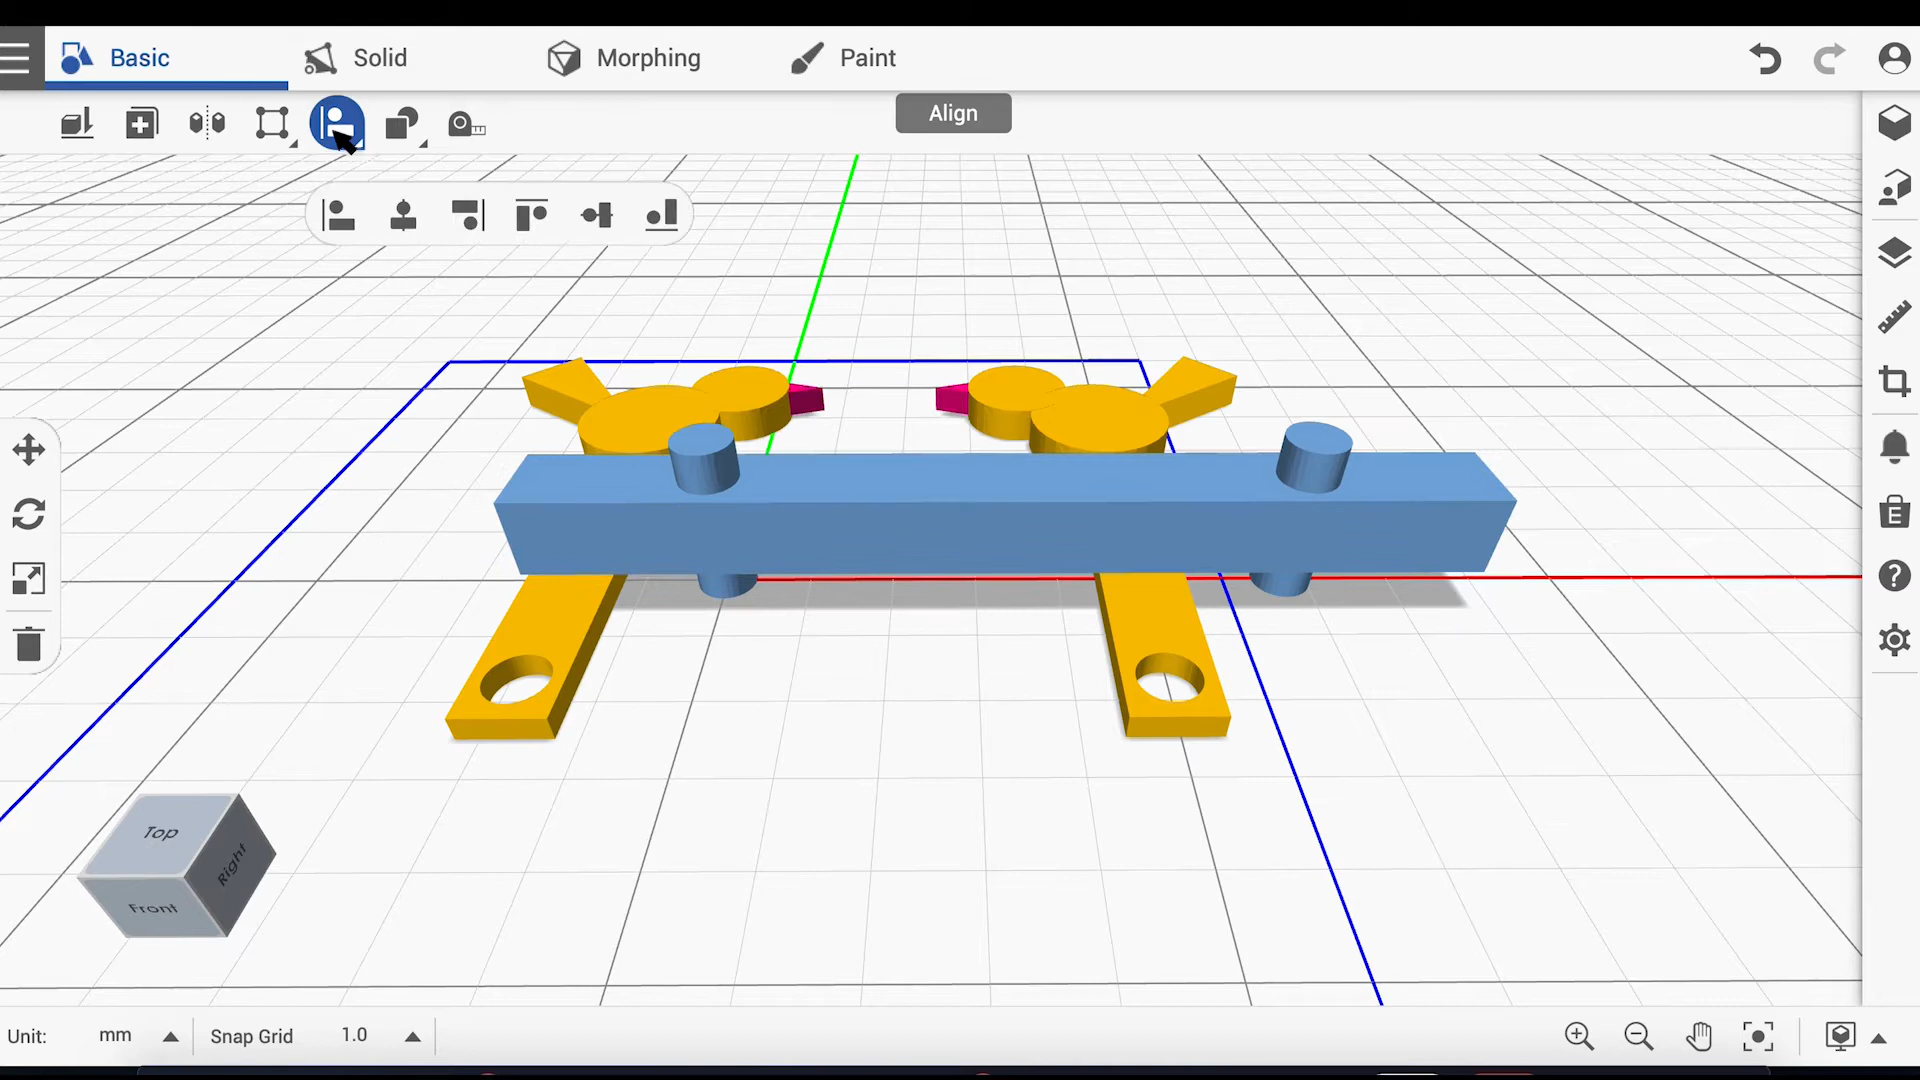 Basic
Solid
Morphing
Paint
Align
E
?
Top
Right
Front
Unit:
mm
Snap Grid
1.0